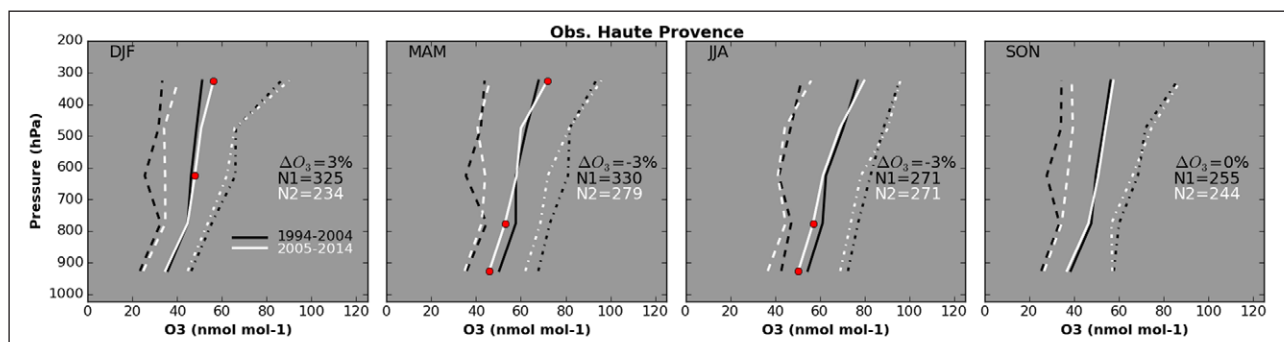 Obs. Haute Provence
DJF
MAM
JJA
SON
Pressure (hPa)
200
300
400
500
600
700
800
900
1000
ΔO₃=3%
N1=325
N2=234
1994-2004
2005-2014
ΔO₃=-3%
N1=330
N2=279
ΔO₃=-3%
N1=271
N2=271
ΔO₃=0%
N1=255
N2=244
0 20 40 60 80 100 120
0 20 40 60 80 100 120
0 20 40 60 80 100 120
0 20 40 60 80 100 120
O3 (nmol mol-1)
O3 (nmol mol-1)
O3 (nmol mol-1)
O3 (nmol mol-1)